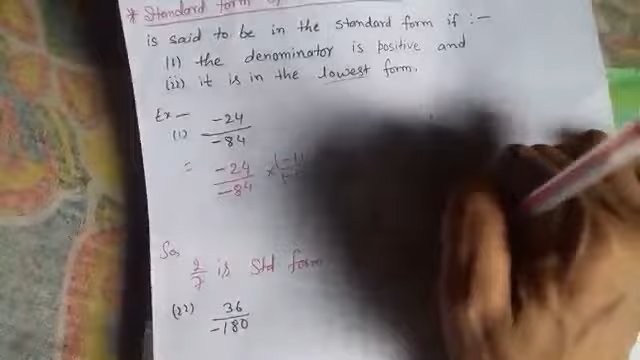 * Standard form of
is said to be in the standard form if :-
(i) the denominator is positive and
(ii) it is in the lowest form.
Ex-
(i) -24/-84
= -24/-84 ×
So, 2/7 is Std form
(ii) 36/-180